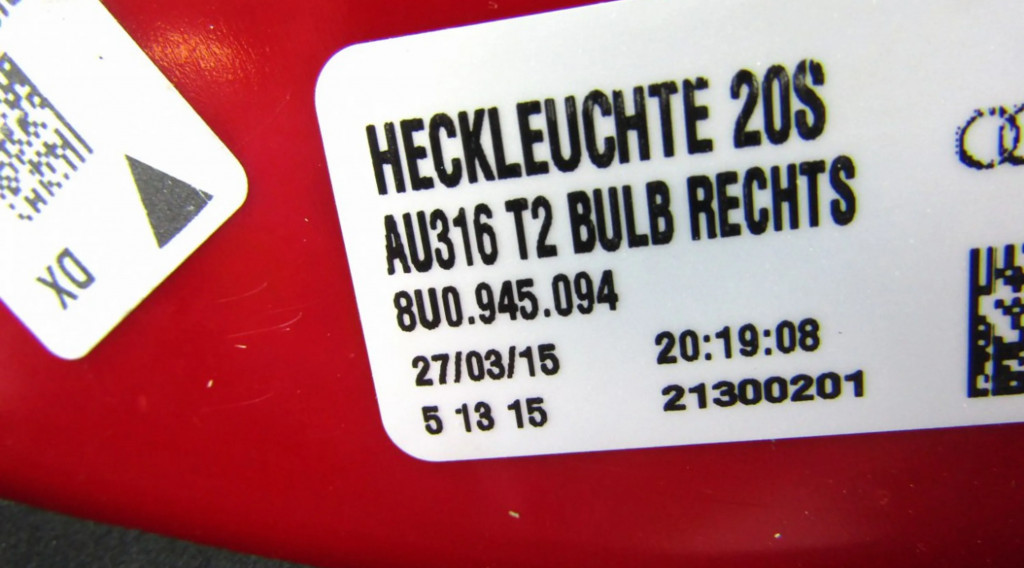 HECKLEUCHTE 20S
AU316 T2 BULB RECHTS
8U0.945.094
27/03/15 20:19:08
5 13 15 21300201
DX